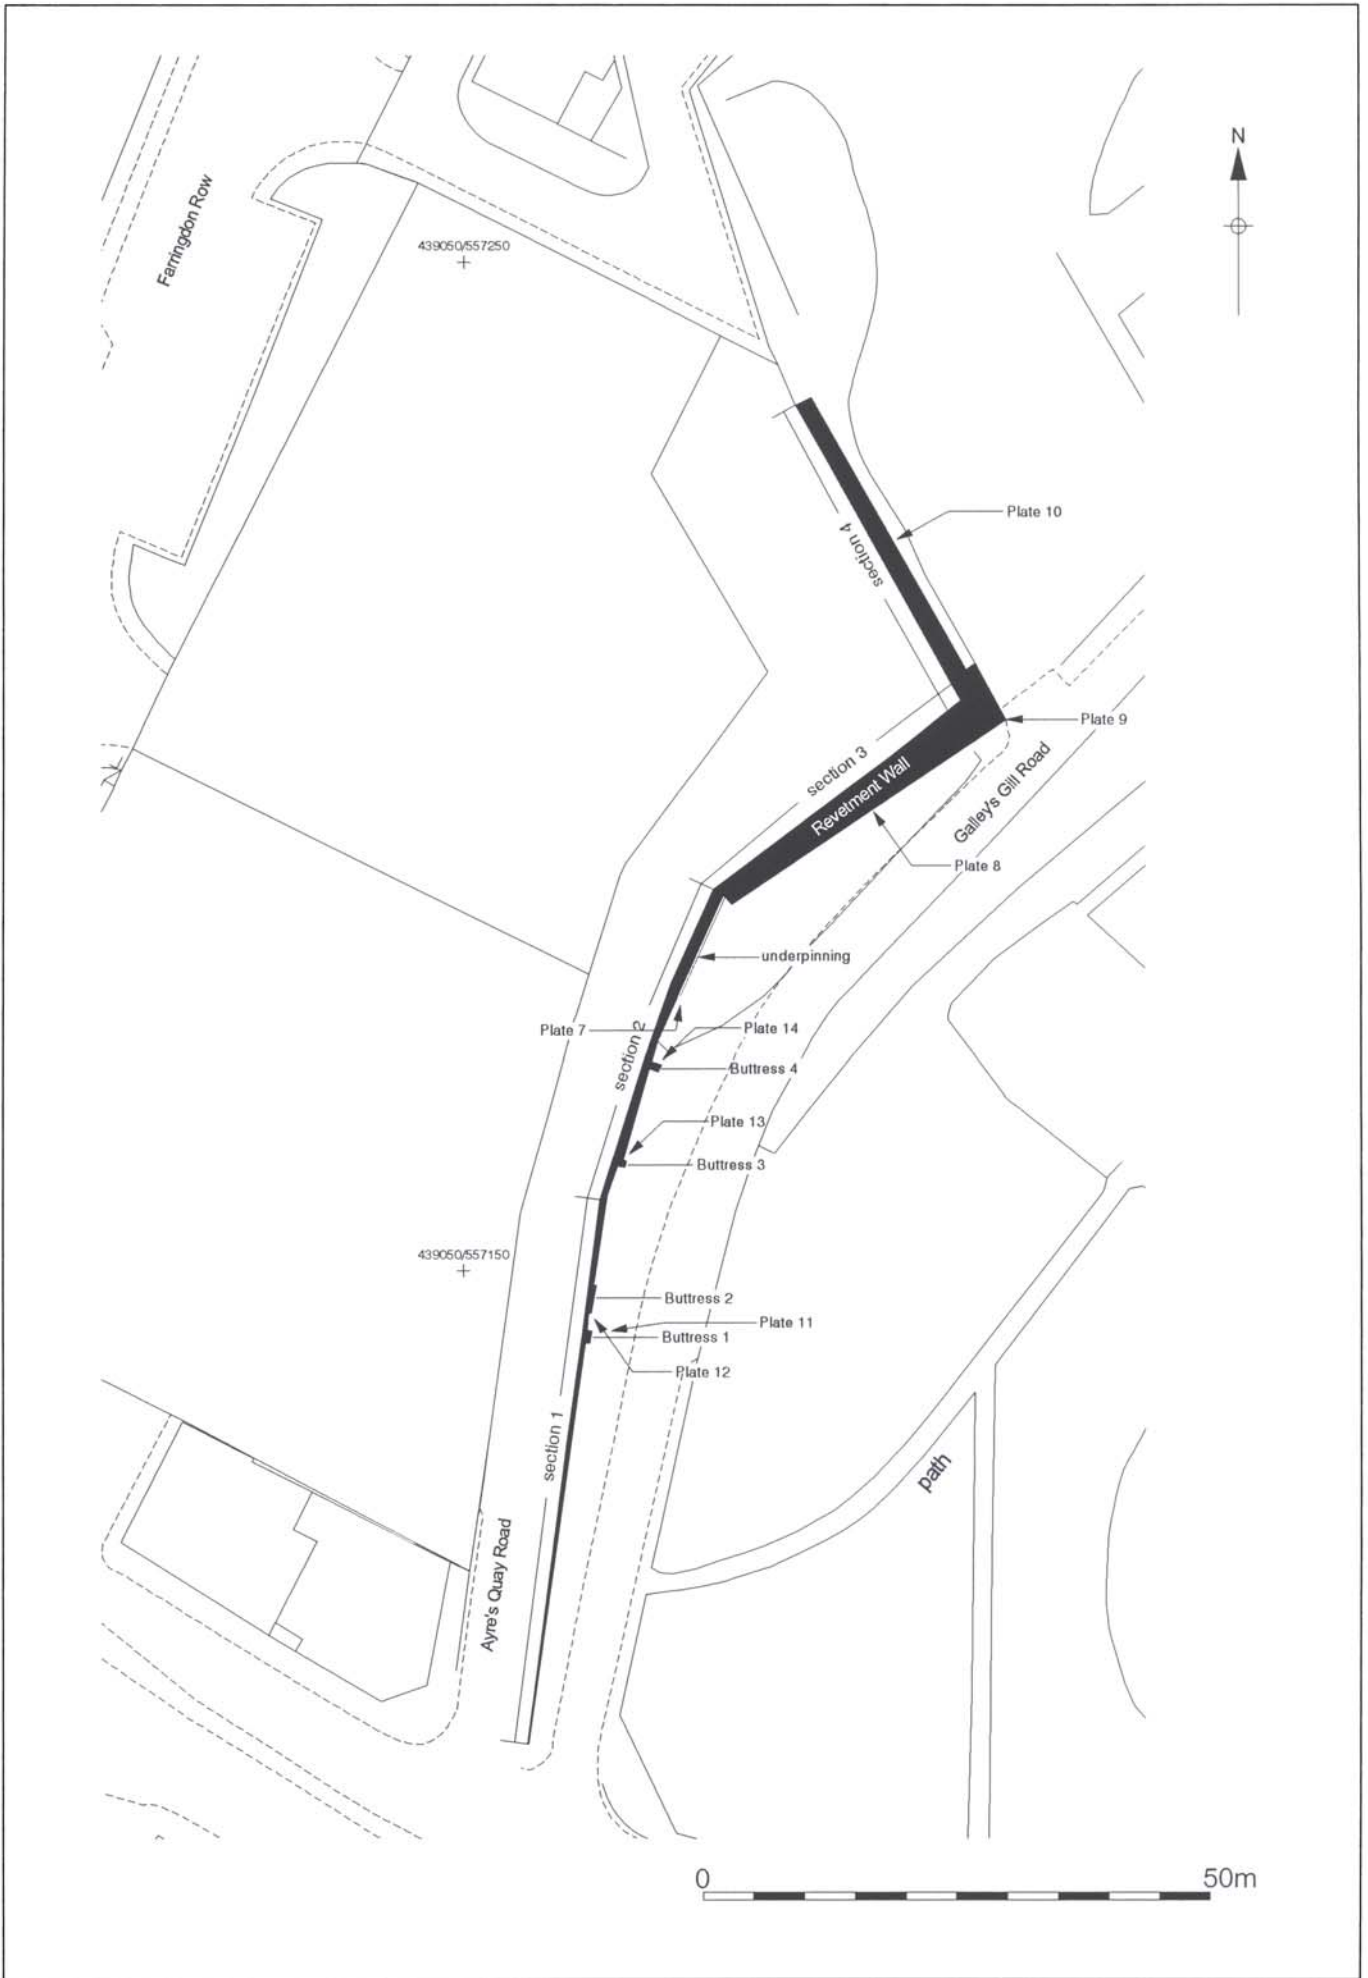 N
Farringdon Row
439050/557250
Plate 10
section 4
Plate 9
section 3
Revetment Wall
Galley's Gill Road
Plate 8
underpinning
Plate 7
Plate 14
section 2
Buttress 4
Plate 13
Buttress 3
439050/557150
Buttress 2
Plate 11
Buttress 1
Plate 12
section 1
path
Ayre's Quay Road
0 50m